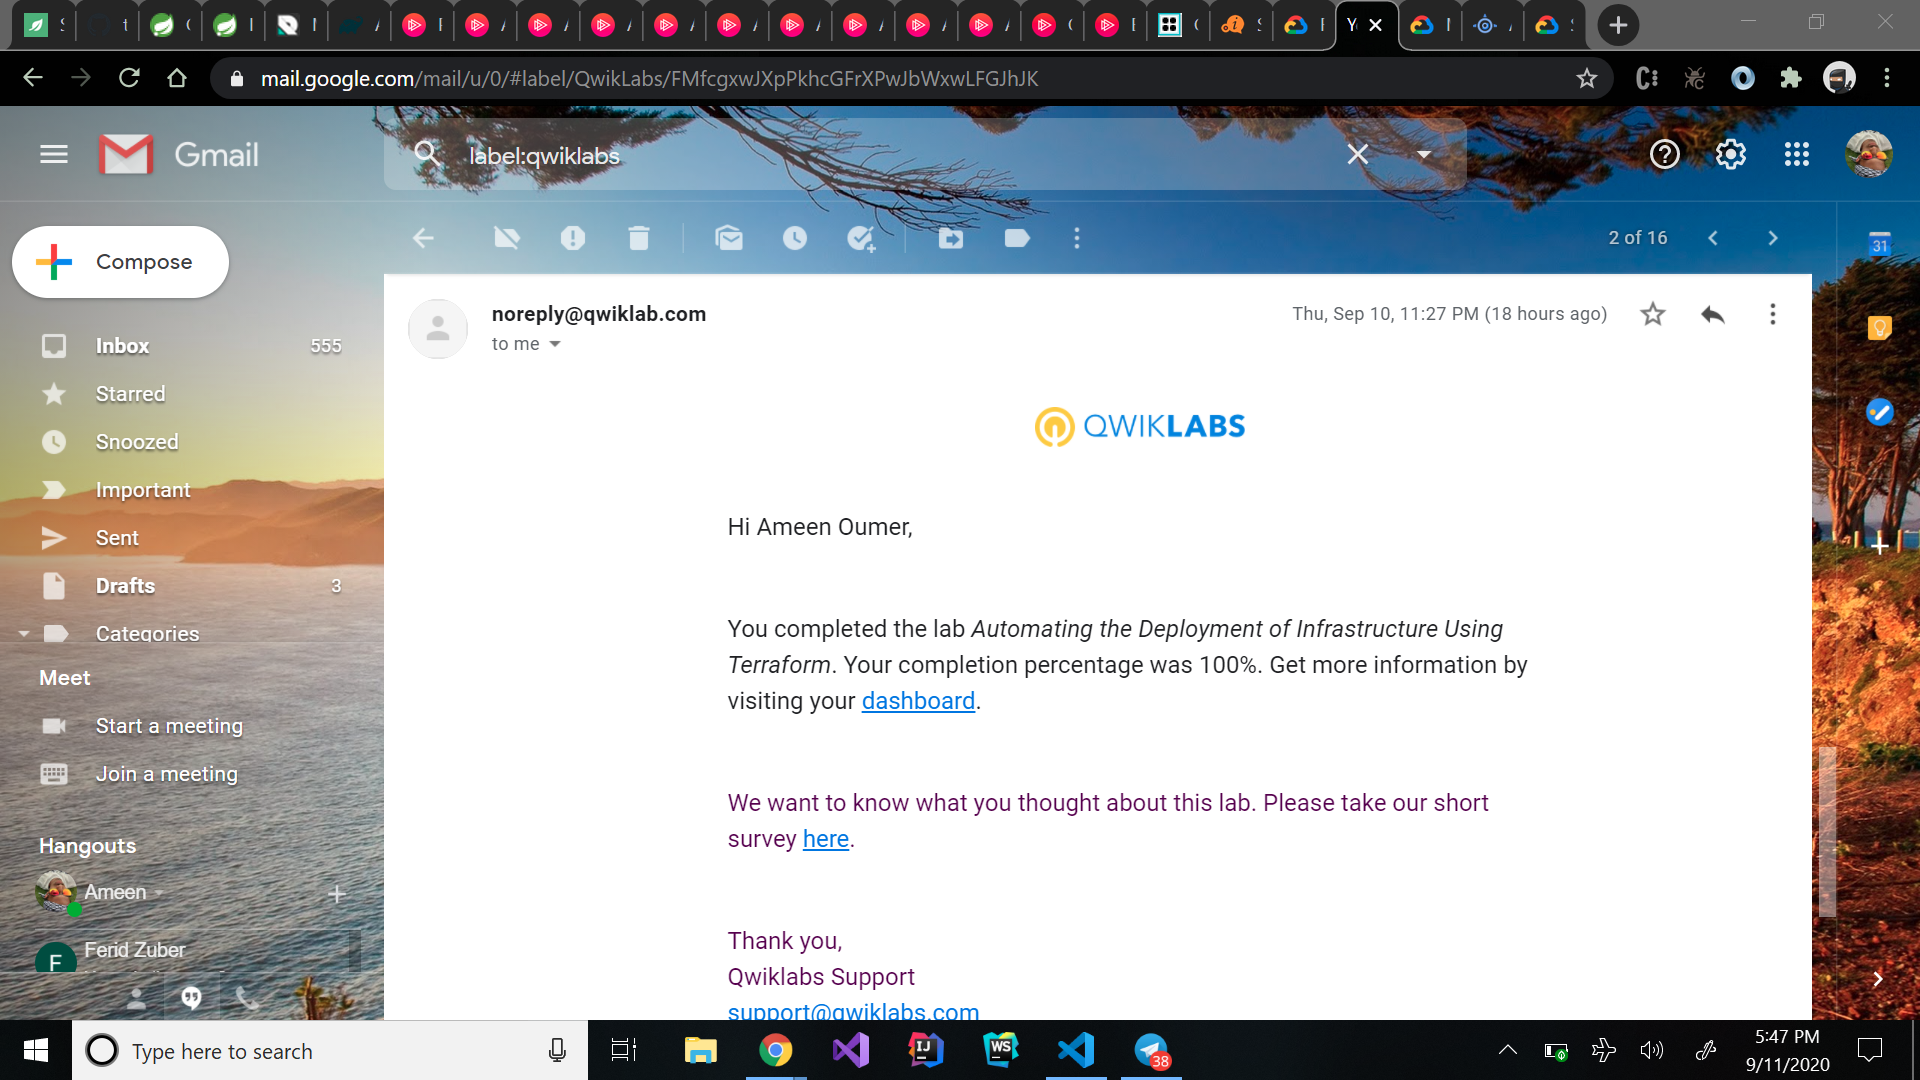 mail.google.com/mail/u/0/#label/QwikLabs/FMfcgxwJXpPkhcGFrXPwJbWxwLFGJhJK
Gmail
label:qwiklabs
Compose
2 of 16
31
Inbox 555
Starred
Snoozed
Important
Sent
Drafts 3
Categories
Meet
Start a meeting
Join a meeting
Hangouts
Ameen
F Ferid Zuber
noreply@qwiklab.com
Thu, Sep 10, 11:27 PM (18 hours ago)
to me
QWIKLABS
Hi Ameen Oumer,
You completed the lab Automating the Deployment of Infrastructure Using
Terraform. Your completion percentage was 100%. Get more information by
visiting your dashboard.
We want to know what you thought about this lab. Please take our short
survey here.
Thank you,
Qwiklabs Support
support@qwiklabs.com
Type here to search
IJ
WS
38
5:47 PM
9/11/2020